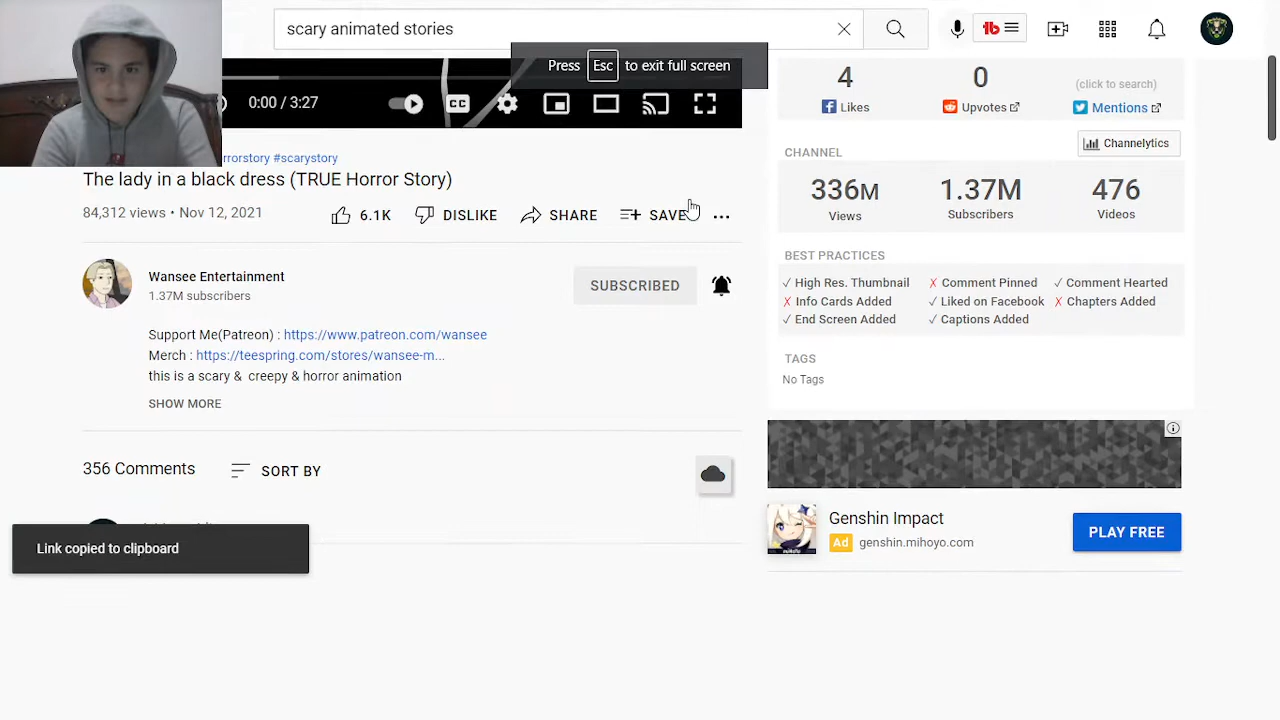 scary animated stories
Press Esc to exit full screen
0:00 / 3:27
CC
rrorstory #scarystory
The lady in a black dress (TRUE Horror Story)
84,312 views • Nov 12, 2021
6.1K DISLIKE SHARE SAVE
Wansee Entertainment
1.37M subscribers
SUBSCRIBED
Support Me(Patreon) : https://www.patreon.com/wansee
Merch : https://teespring.com/stores/wansee-m...
this is a scary & creepy & horror animation
SHOW MORE
356 Comments
SORT BY
Link copied to clipboard
4 0 (click to search)
Likes Upvotes Mentions
CHANNEL
Channelytics
336M 1.37M 476
Views Subscribers Videos
BEST PRACTICES
High Res. Thumbnail Comment Pinned Comment Hearted
Info Cards Added Liked on Facebook Chapters Added
End Screen Added Captions Added
TAGS
No Tags
Genshin Impact
Ad genshin.mihoyo.com
PLAY FREE